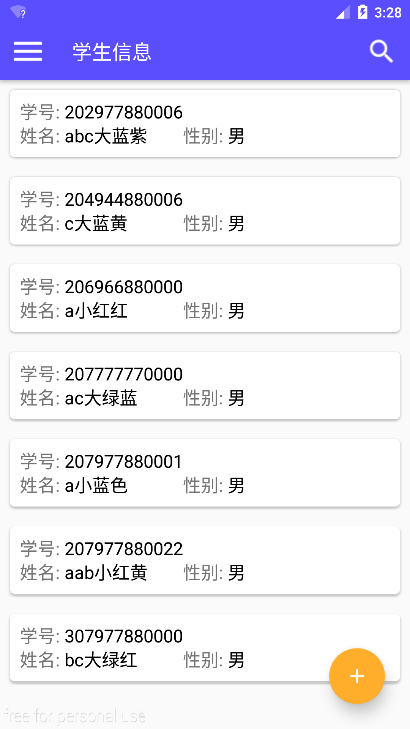 3:28
学生信息
学号: 202977880006
姓名: abc大蓝紫 性别: 男
学号: 204944880006
姓名: c大蓝黄 性别: 男
学号: 206966880000
姓名: a小红红 性别: 男
学号: 207777770000
姓名: ac大绿蓝 性别: 男
学号: 207977880001
姓名: a小蓝色 性别: 男
学号: 207977880022
姓名: aab小红黄 性别: 男
学号: 307977880000
姓名: bc大绿红 性别: 男
free for personal use